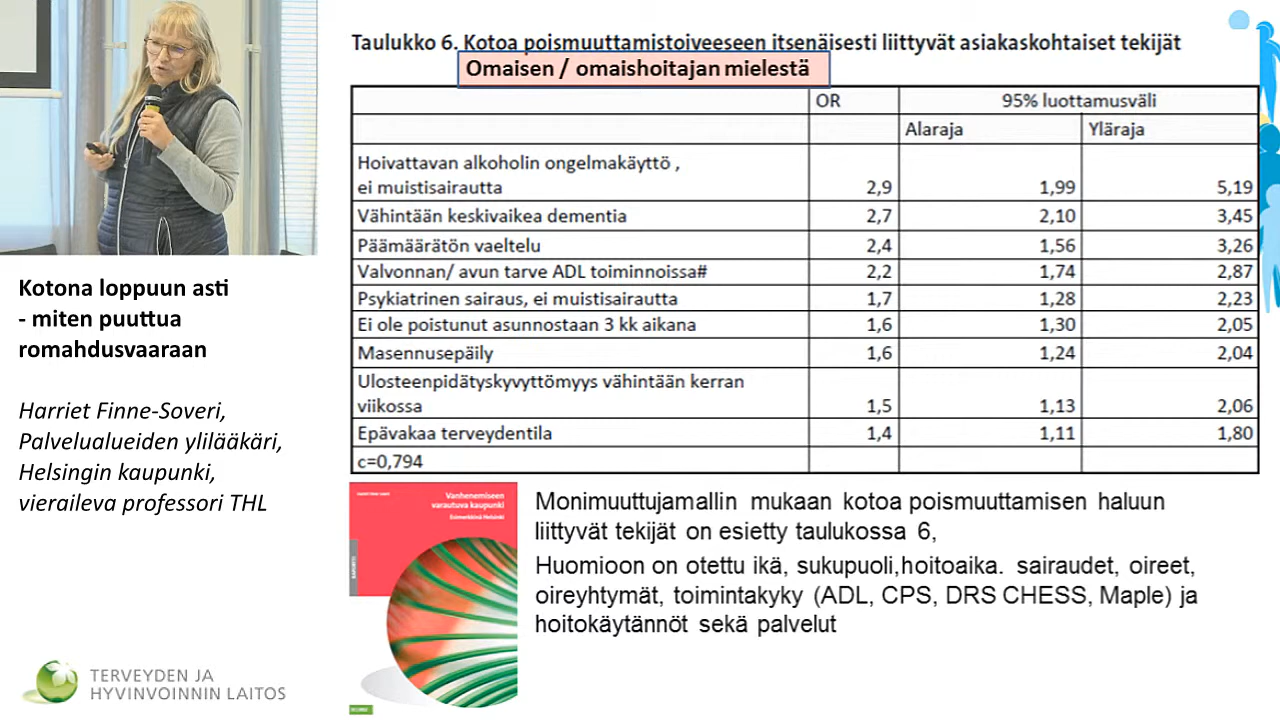 Taulukko 6. Kotoa poismuuttamistoiveeseen itsenäisesti liittyvät asiakaskohtaiset tekijät
Omaisen / omaishoitajan mielestä
OR 95% luottamusväli
Alaraja Yläraja
Hoivattavan alkoholin ongelmakäyttö ,
ei muistisairautta 2,9 1,99 5,19
Vähintään keskivaikea dementia 2,7 2,10 3,45
Päämäärätön vaeltelu 2,4 1,56 3,26
Valvonnan/ avun tarve ADL toiminnoissa# 2,2 1,74 2,87
Psykiatrinen sairaus, ei muistisairautta 1,7 1,28 2,23
Ei ole poistunut asunnostaan 3 kk aikana 1,6 1,30 2,05
Masennusepäily 1,6 1,24 2,04
Ulosteenpidätyskyvyttömyys vähintään kerran
viikossa 1,5 1,13 2,06
Epävakaa terveydentila 1,4 1,11 1,80
c=0,794
Kotona loppuun asti
- miten puuttua
romahdusvaaraan
Harriet Finne-Soveri,
Palvelualueiden ylilääkäri,
Helsingin kaupunki,
vieraileva professori THL
TERVEYDEN JA
HYVINVOINNIN LAITOS
Vanhenemiseen
varautuva kaupunki
Esimerkkinä Helsinki
RAPORTTI
Monimuuttujamallin mukaan kotoa poismuuttamisen haluun
liittyvät tekijät on esietty taulukossa 6,
Huomioon on otettu ikä, sukupuoli,hoitoaika. sairaudet, oireet,
oireyhtymät, toimintakyky (ADL, CPS, DRS CHESS, Maple) ja
hoitokäytännöt sekä palvelut